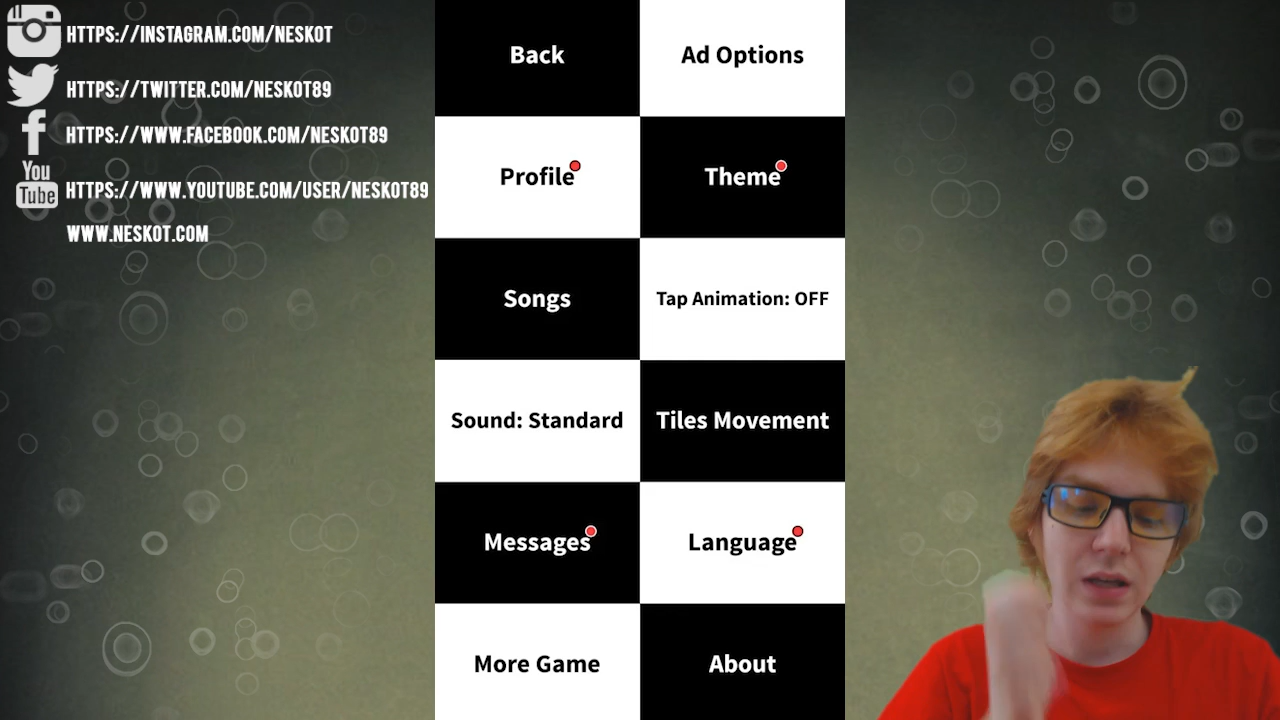 HTTPS://INSTAGRAM.COM/NESKOT
HTTPS://TWITTER.COM/NESKOT89
HTTPS://WWW.FACEBOOK.COM/NESKOT89
You
Tube
HTTPS://WWW.YOUTUBE.COM/USER/NESKOT89
WWW.NESKOT.COM
Back
Ad Options
Profile
Theme
Songs
Tap Animation: OFF
Sound: Standard
Tiles Movement
Messages
Language
More Game
About